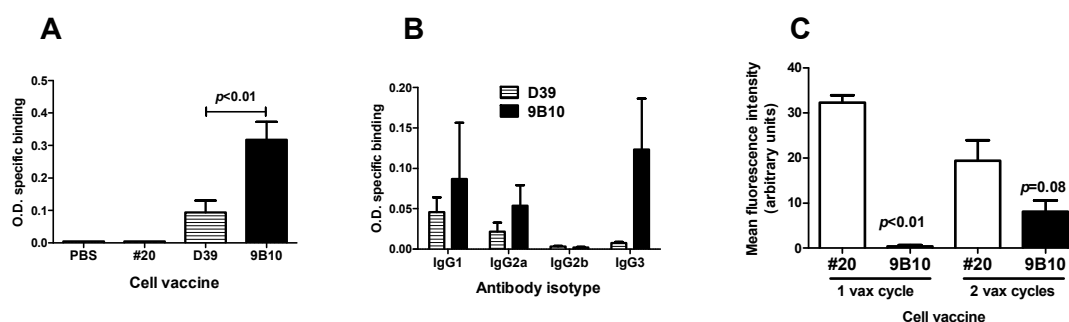 A
O.D. specific binding
0.5
0.4
0.3
0.2
0.1
0.0
p<0.01
PBS #20 D39 9B10
Cell vaccine
B
O.D. specific binding
0.20
0.15
0.10
0.05
0.00
D39
9B10
IgG1 IgG2a IgG2b IgG3
Antibody isotype
C
Mean fluorescence intensity
(arbitrary units)
40
30
20
10
0
p<0.01
p=0.08
#20 9B10 #20 9B10
1 vax cycle 2 vax cycles
Cell vaccine